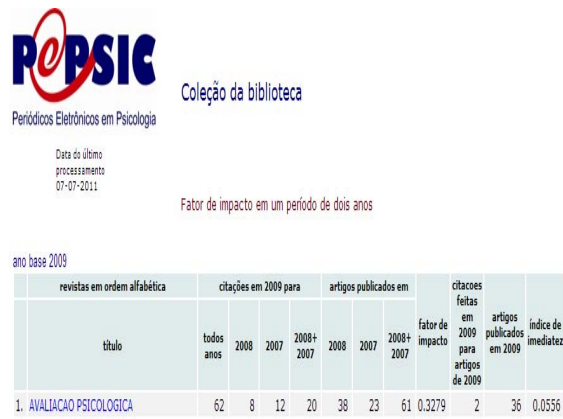 PePSIC
Periódicos Eletrônicos em Psicologia
Coleção da biblioteca
Data do último
processamento
07-07-2011
Fator de impacto em um período de dois anos
ano base 2009
revistas em ordem alfabética citações em 2009 para artigos publicados em fator de impacto citacoes feitas em 2009 para artigos de 2009 artigos publicados em 2009 índice de imediatez
título todos anos 2008 2007 2008+ 2007 2008 2007 2008+ 2007
1. AVALIACAO PSICOLOGICA 62 8 12 20 38 23 61 0.3279 2 36 0.0556